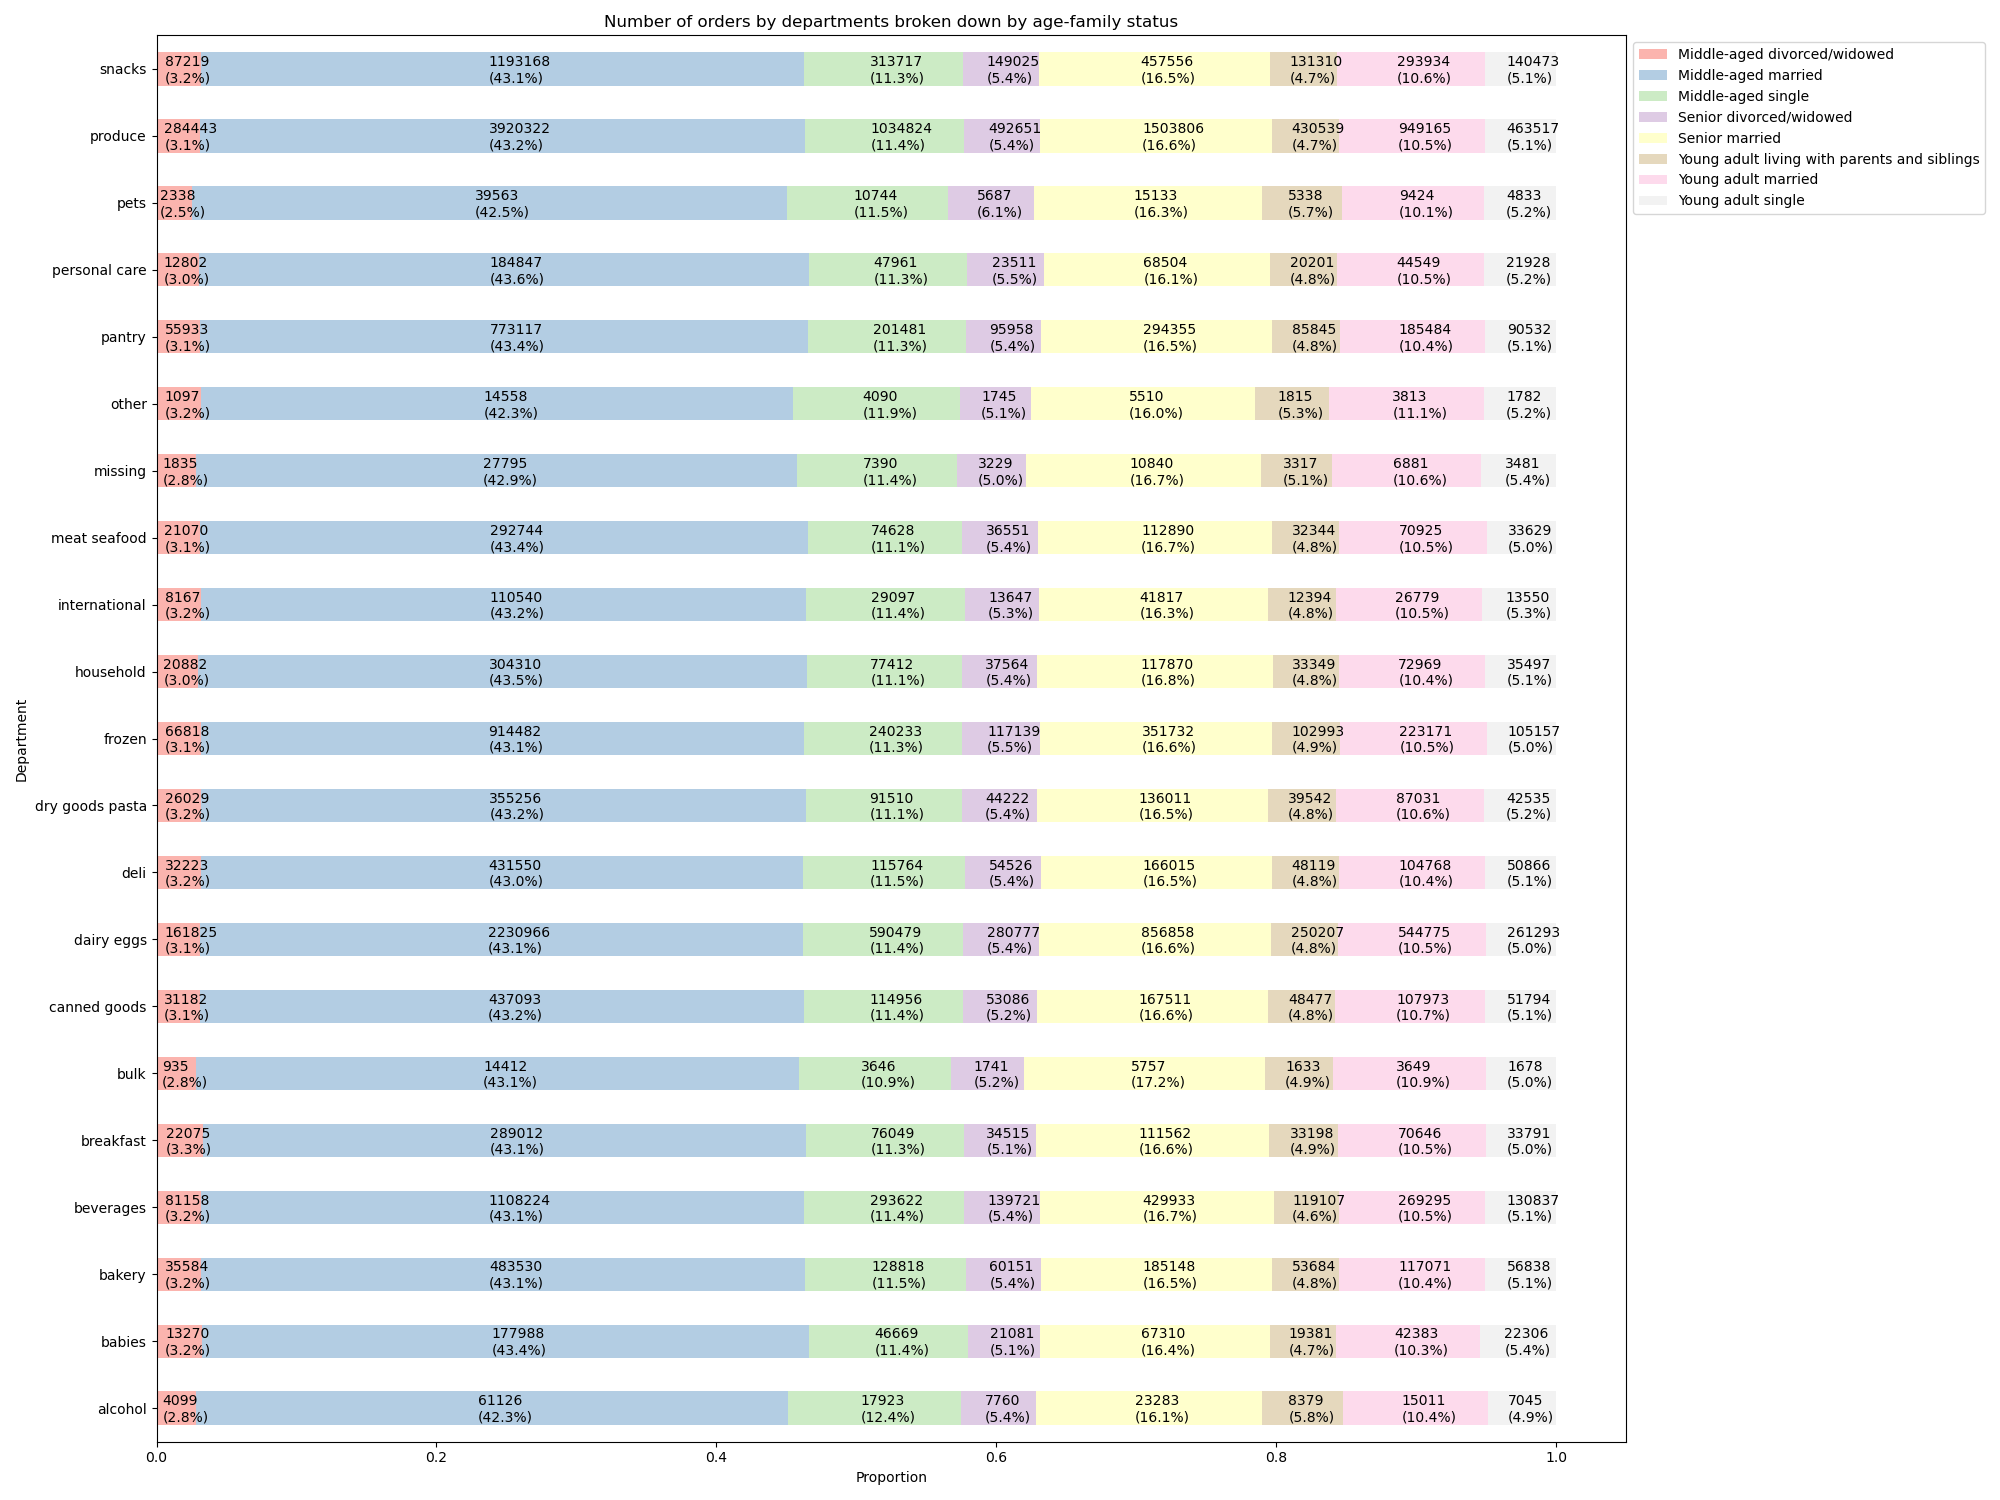 Number of orders by departments broken down by age-family status
Middle-aged divorced/widowed
Middle-aged married
Middle-aged single
Senior divorced/widowed
Senior married
Young adult living with parents and siblings
Young adult married
Young adult single
snacks 87219 1193168 313717 149025 457556 131310 293934 140473
(3.2%) (43.1%) (11.3%) (5.4%) (16.5%) (4.7%) (10.6%) (5.1%)
produce 284443 3920322 1034824 492651 1503806 430539 949165 463517
(3.1%) (43.2%) (11.4%) (5.4%) (16.6%) (4.7%) (10.5%) (5.1%)
pets 2338 39563 10744 5687 15133 5338 9424 4833
(2.5%) (42.5%) (11.5%) (6.1%) (16.3%) (5.7%) (10.1%) (5.2%)
personal care 12802 184847 47961 23511 68504 20201 44549 21928
(3.0%) (43.6%) (11.3%) (5.5%) (16.1%) (4.8%) (10.5%) (5.2%)
pantry 55933 773117 201481 95958 294355 85845 185484 90532
(3.1%) (43.4%) (11.3%) (5.4%) (16.5%) (4.8%) (10.4%) (5.1%)
other 1097 14558 4090 1745 5510 1815 3813 1782
(3.2%) (42.3%) (11.9%) (5.1%) (16.0%) (5.3%) (11.1%) (5.2%)
missing 1835 27795 7390 3229 10840 3317 6881 3481
(2.8%) (42.9%) (11.4%) (5.0%) (16.7%) (5.1%) (10.6%) (5.4%)
meat seafood 21070 292744 74628 36551 112890 32344 70925 33629
(3.1%) (43.4%) (11.1%) (5.4%) (16.7%) (4.8%) (10.5%) (5.0%)
international 8167 110540 29097 13647 41817 12394 26779 13550
(3.2%) (43.2%) (11.4%) (5.3%) (16.3%) (4.8%) (10.5%) (5.3%)
household 20882 304310 77412 37564 117870 33349 72969 35497
(3.0%) (43.5%) (11.1%) (5.4%) (16.8%) (4.8%) (10.4%) (5.1%)
frozen 66818 914482 240233 117139 351732 102993 223171 105157
(3.1%) (43.1%) (11.3%) (5.5%) (16.6%) (4.9%) (10.5%) (5.0%)
dry goods pasta 26029 355256 91510 44222 136011 39542 87031 42535
(3.2%) (43.2%) (11.1%) (5.4%) (16.5%) (4.8%) (10.6%) (5.2%)
deli 32223 431550 115764 54526 166015 48119 104768 50866
(3.2%) (43.0%) (11.5%) (5.4%) (16.5%) (4.8%) (10.4%) (5.1%)
dairy eggs 161825 2230966 590479 280777 856858 250207 544775 261293
(3.1%) (43.1%) (11.4%) (5.4%) (16.6%) (4.8%) (10.5%) (5.0%)
canned goods 31182 437093 114956 53086 167511 48477 107973 51794
(3.1%) (43.2%) (11.4%) (5.2%) (16.6%) (4.8%) (10.7%) (5.1%)
bulk 935 14412 3646 1741 5757 1633 3649 1678
(2.8%) (43.1%) (10.9%) (5.2%) (17.2%) (4.9%) (10.9%) (5.0%)
breakfast 22075 289012 76049 34515 111562 33198 70646 33791
(3.3%) (43.1%) (11.3%) (5.1%) (16.6%) (4.9%) (10.5%) (5.0%)
beverages 81158 1108224 293622 139721 429933 119107 269295 130837
(3.2%) (43.1%) (11.4%) (5.4%) (16.7%) (4.6%) (10.5%) (5.1%)
bakery 35584 483530 128818 60151 185148 53684 117071 56838
(3.2%) (43.1%) (11.5%) (5.4%) (16.5%) (4.8%) (10.4%) (5.1%)
babies 13270 177988 46669 21081 67310 19381 42383 22306
(3.2%) (43.4%) (11.4%) (5.1%) (16.4%) (4.7%) (10.3%) (5.4%)
alcohol 4099 61126 17923 7760 23283 8379 15011 7045
(2.8%) (42.3%) (12.4%) (5.4%) (16.1%) (5.8%) (10.4%) (4.9%)
Department
0.0 0.2 0.4 0.6 0.8 1.0
Proportion